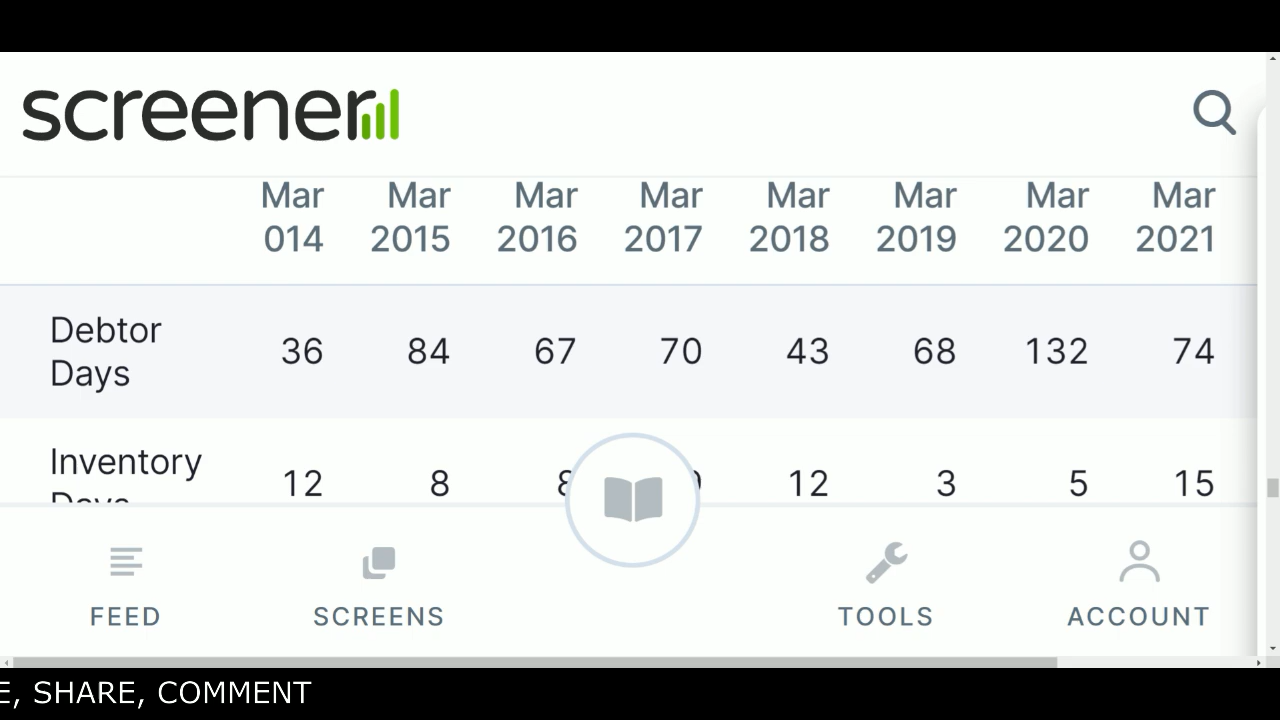 screener
Mar Mar Mar Mar Mar Mar Mar Mar
014 2015 2016 2017 2018 2019 2020 2021
Debtor
Days 36 84 67 70 43 68 132 74
Inventory
12 8 12 3 5 15
FEED SCREENS TOOLS ACCOUNT
E, SHARE, COMMENT